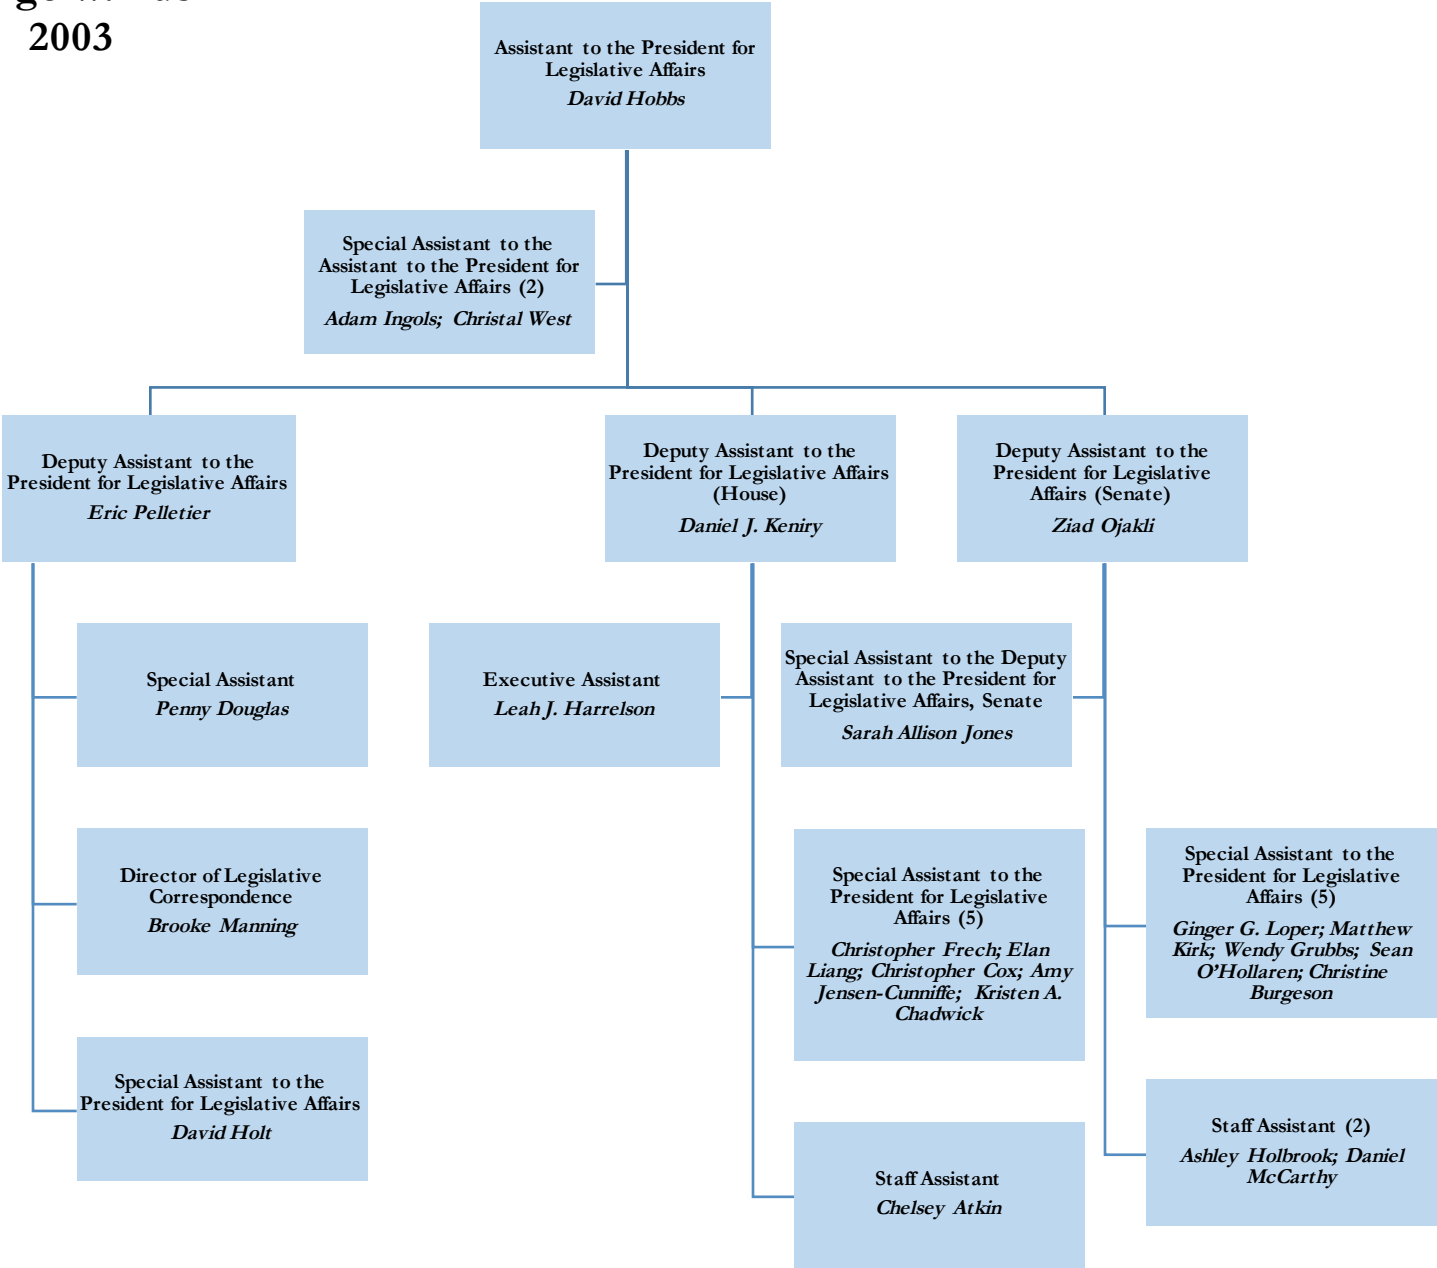 2003
Assistant to the President for
Legislative Affairs
David Hobbs
Special Assistant to the
Assistant to the President for
Legislative Affairs (2)
Adam Ingols; Christal West
Deputy Assistant to the
President for Legislative Affairs
Eric Pelletier
Deputy Assistant to the
President for Legislative Affairs
(House)
Daniel J. Keniry
Deputy Assistant to the
President for Legislative
Affairs (Senate)
Ziad Ojakli
Special Assistant
Penny Douglas
Executive Assistant
Leah J. Harrelson
Special Assistant to the Deputy
Assistant to the President for
Legislative Affairs, Senate
Sarah Allison Jones
Director of Legislative
Correspondence
Brooke Manning
Special Assistant to the
President for Legislative
Affairs (5)
Christopher Frech; Elan
Liang; Christopher Cox; Amy
Jensen-Cunniffe; Kristen A.
Chadwick
Special Assistant to the
President for Legislative
Affairs (5)
Ginger G. Loper; Matthew
Kirk; Wendy Grubbs; Sean
O'Hollaren; Christine
Burgeson
Special Assistant to the
President for Legislative Affairs
David Holt
Staff Assistant
Chelsey Atkin
Staff Assistant (2)
Ashley Holbrook; Daniel
McCarthy